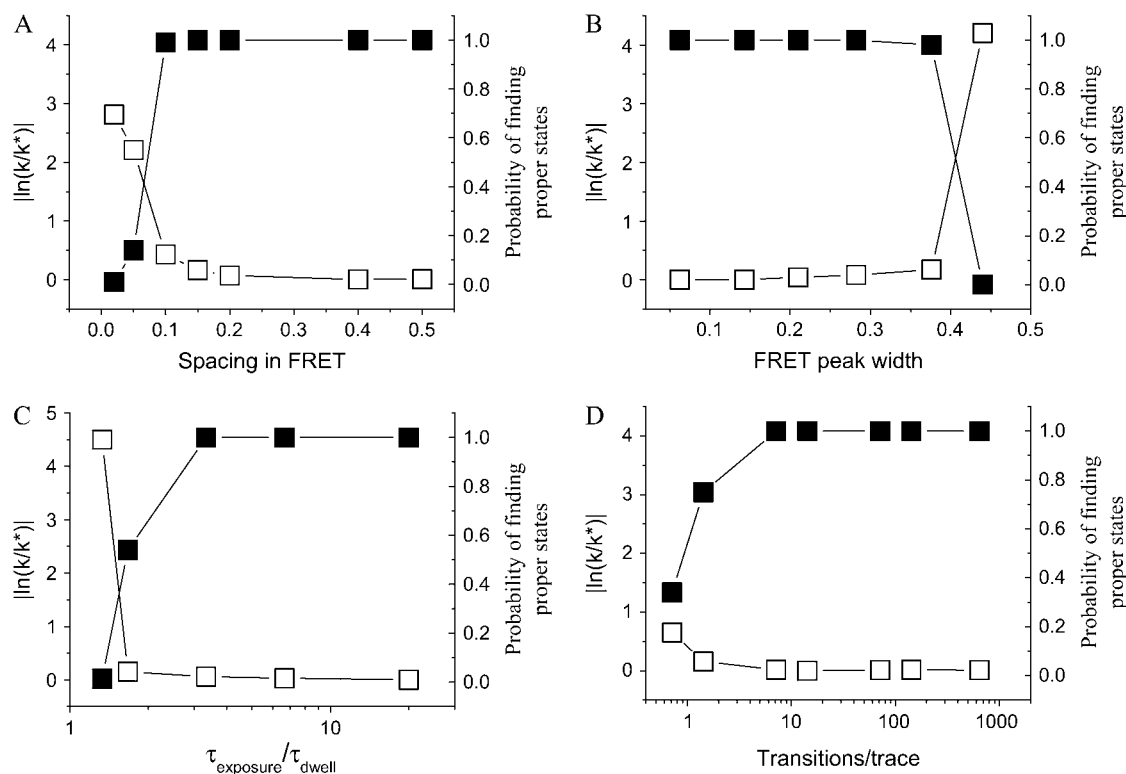 A
4
3
2
1
0
|ln(k/k*)|
1.0
0.8
0.6
0.4
0.2
0.0
Probability of finding
proper states
0.0 0.1 0.2 0.3 0.4 0.5
Spacing in FRET
B
4
3
2
1
0
|ln(k/k*)|
1.0
0.8
0.6
0.4
0.2
0.0
Probability of finding
proper states
0.1 0.2 0.3 0.4 0.5
FRET peak width
C
5
4
3
2
1
0
|ln(k/k*)|
1.0
0.8
0.6
0.4
0.2
0.0
Probability of finding
proper states
1 10
τexposure/τdwell
D
4
3
2
1
0
|ln(k/k*)|
1.0
0.8
0.6
0.4
0.2
0.0
Probability of finding
proper states
1 10 100 1000
Transitions/trace